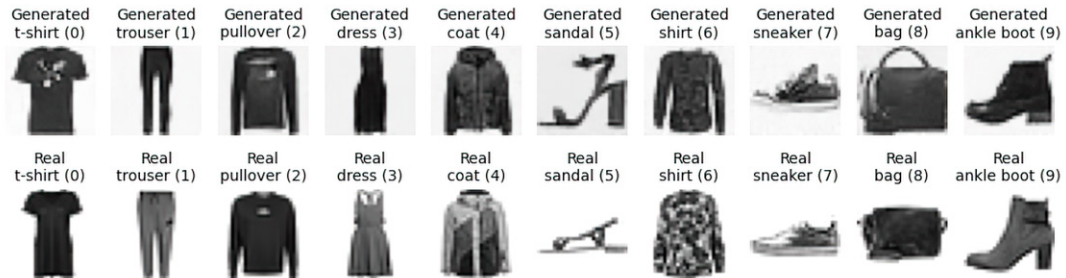 Generated
t-shirt (0)
Generated
trouser (1)
Generated
pullover (2)
Generated
dress (3)
Generated
coat (4)
Generated
sandal (5)
Generated
shirt (6)
Generated
sneaker (7)
Generated
bag (8)
Generated
ankle boot (9)
Real
t-shirt (0)
Real
trouser (1)
Real
pullover (2)
Real
dress (3)
Real
coat (4)
Real
sandal (5)
Real
shirt (6)
Real
sneaker (7)
Real
bag (8)
Real
ankle boot (9)